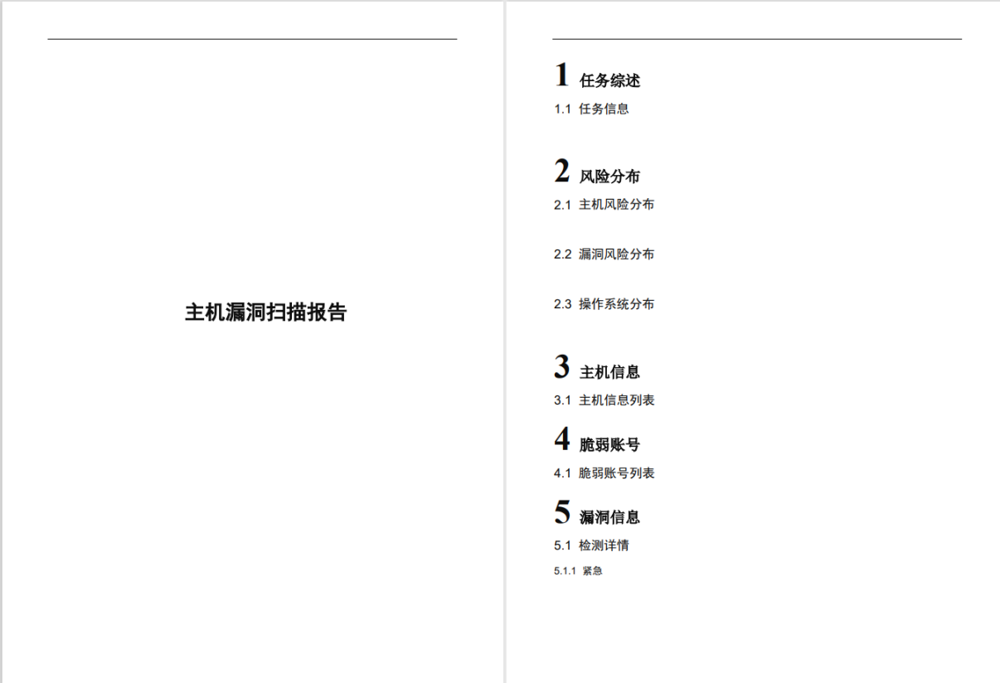 主机漏洞扫描报告
1 任务综述
1.1 任务信息
2 风险分布
2.1 主机风险分布
2.2 漏洞风险分布
2.3 操作系统分布
3 主机信息
3.1 主机信息列表
4 脆弱账号
4.1 脆弱账号列表
5 漏洞信息
5.1 检测详情
5.1.1 紧急